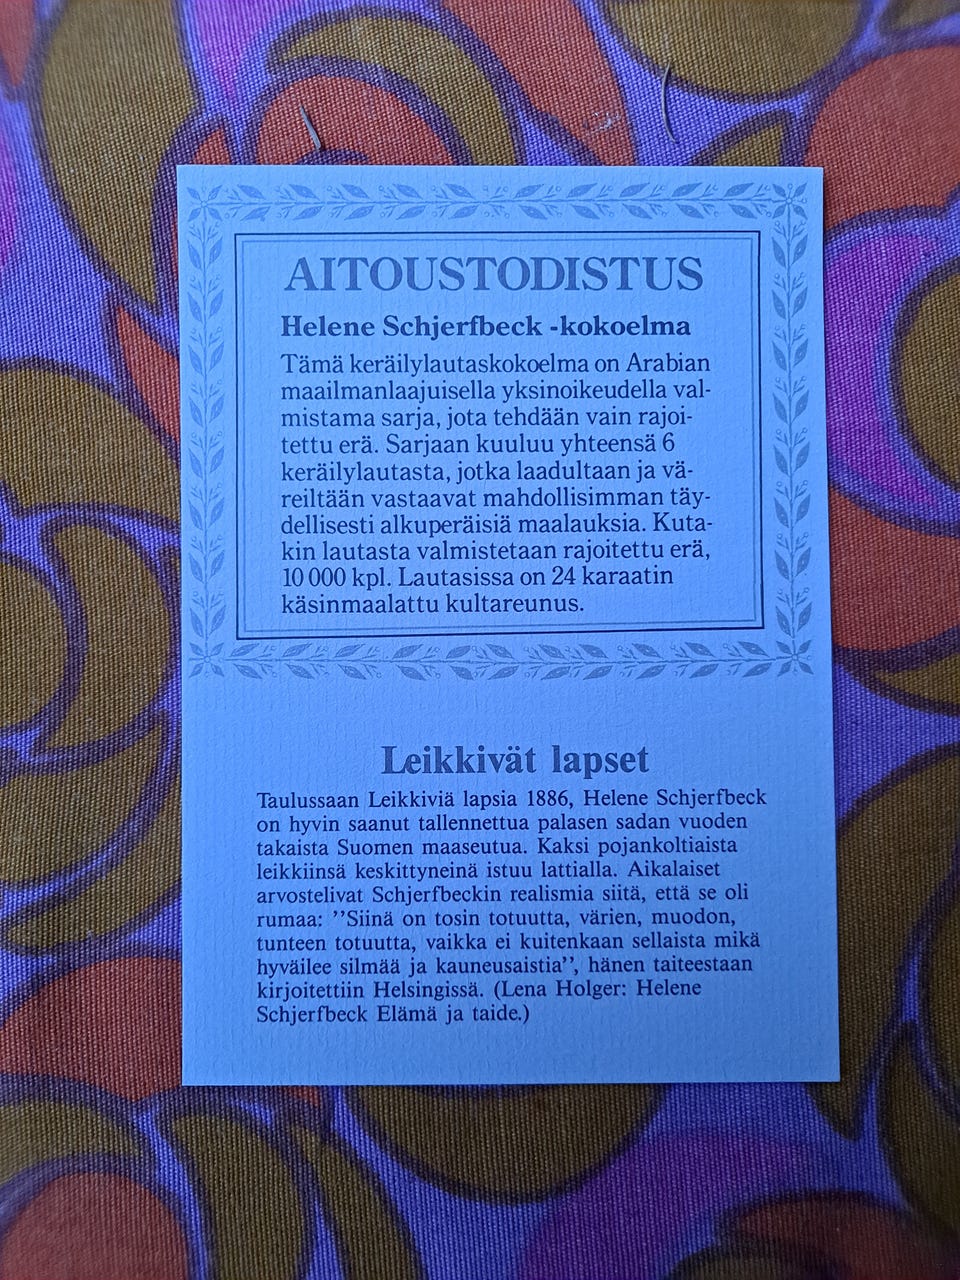 AITOUSTODISTUS
Helene Schjerfbeck -kokoelma
Tämä keräilylautaskokoelma on Arabian
maailmanlaajuisella yksinoikeudella val-
mistama sarja, jota tehdään vain rajoi-
tettu erä. Sarjaan kuuluu yhteensä 6
keräilylautasta, jotka laadultaan ja vä-
reiltään vastaavat mahdollisimman täy-
dellisesti alkuperäisiä maalauksia. Kuta-
kin lautasta valmistetaan rajoitettu erä,
10 000 kpl. Lautasissa on 24 karaatin
käsinmaalattu kultareunus.
Leikkivät lapset
Taulussaan Leikkiviä lapsia 1886, Helene Schjerfbeck
on hyvin saanut tallennettua palasen sadan vuoden
takaista Suomen maaseutua. Kaksi pojankoltiaista
leikkiinsä keskittyneinä istuu lattialla. Aikalaiset
arvostelivat Schjerfbeckin realismia siitä, että se oli
rumaa: ”Siinä on tosin totuutta, värien, muodon,
tunteen totuutta, vaikka ei kuitenkaan sellaista mikä
hyväilee silmää ja kauneusaistia”, hänen taiteestaan
kirjoitettiin Helsingissä. (Lena Holger: Helene
Schjerfbeck Elämä ja taide.)